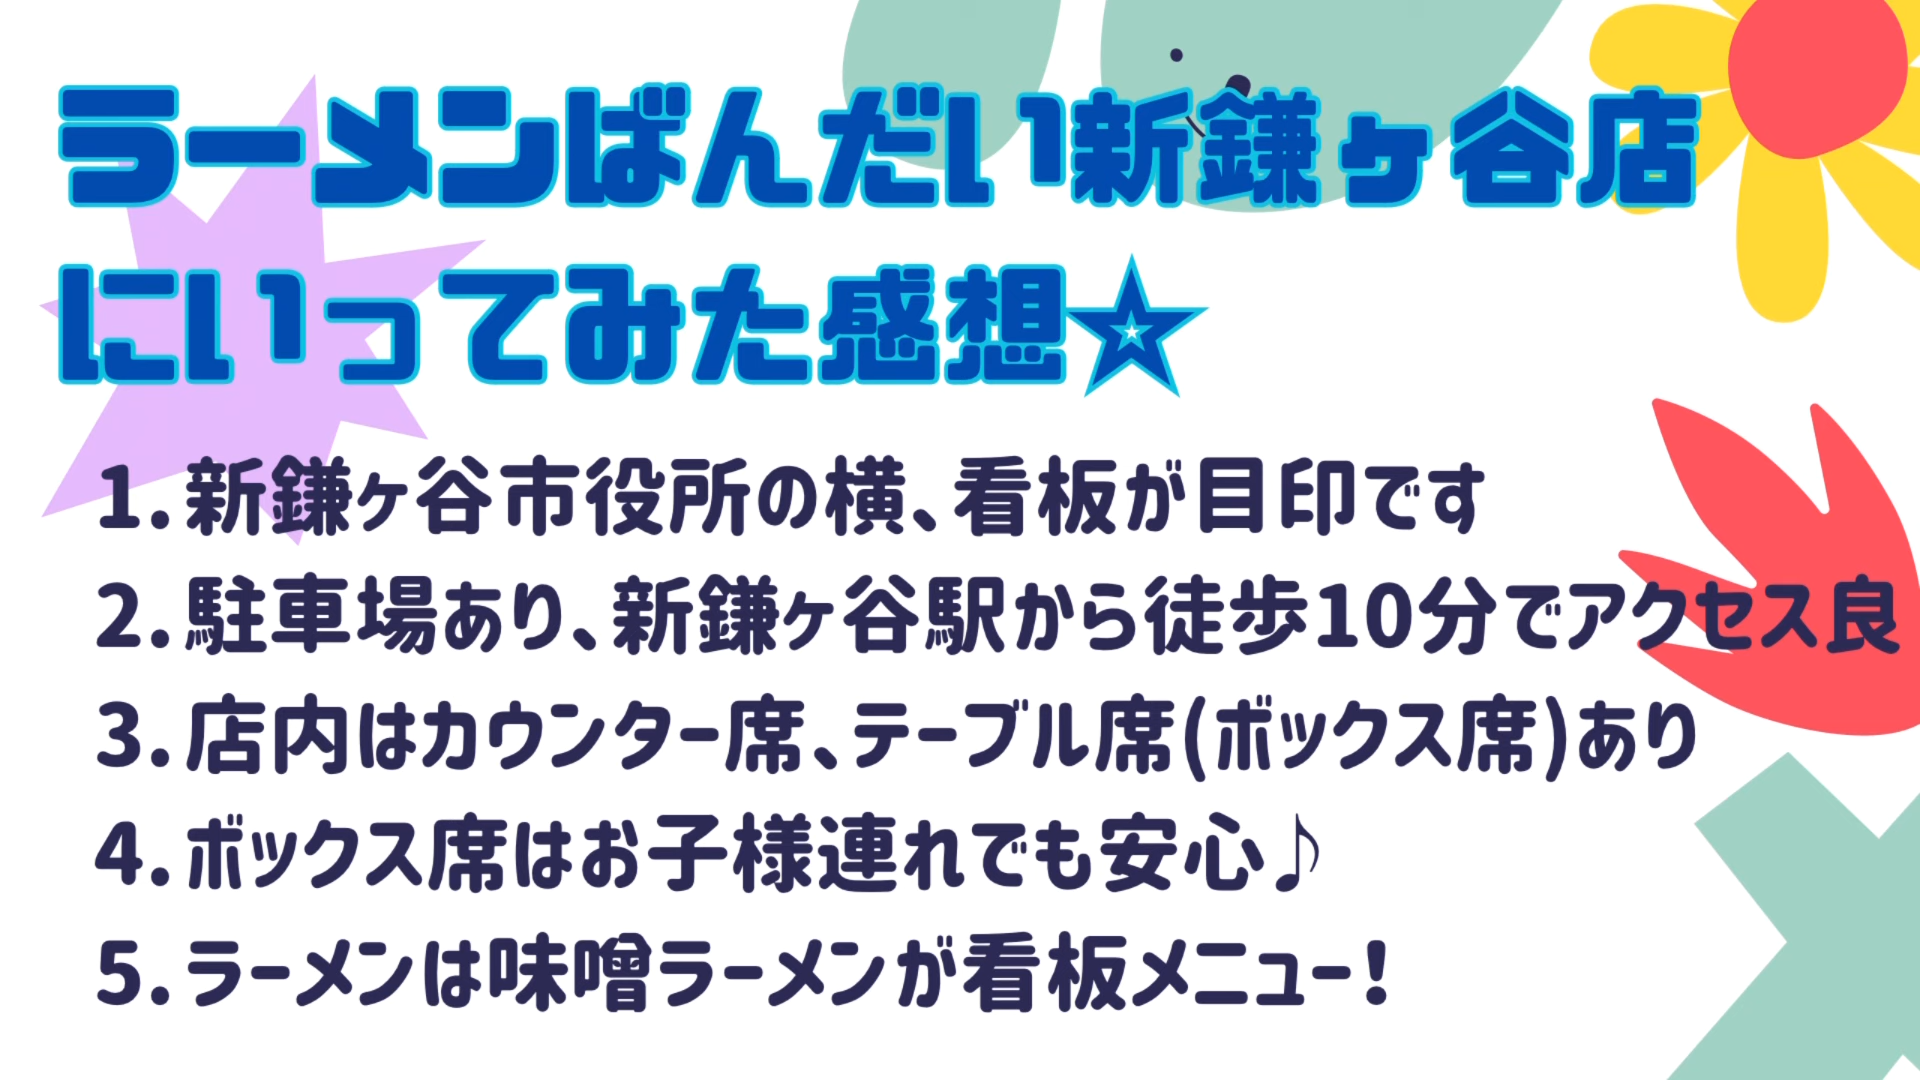 ラーメンばんだい新鎌ヶ谷店
にいってみた感想☆
1.新鎌ヶ谷市役所の横、看板が目印です
2.駐車場あり、新鎌ヶ谷駅から徒歩10分でアクセス良
3.店内はカウンター席、テーブル席(ボックス席)あり
4.ボックス席はお子様連れでも安心♪
5.ラーメンは味噌ラーメンが看板メニュー!